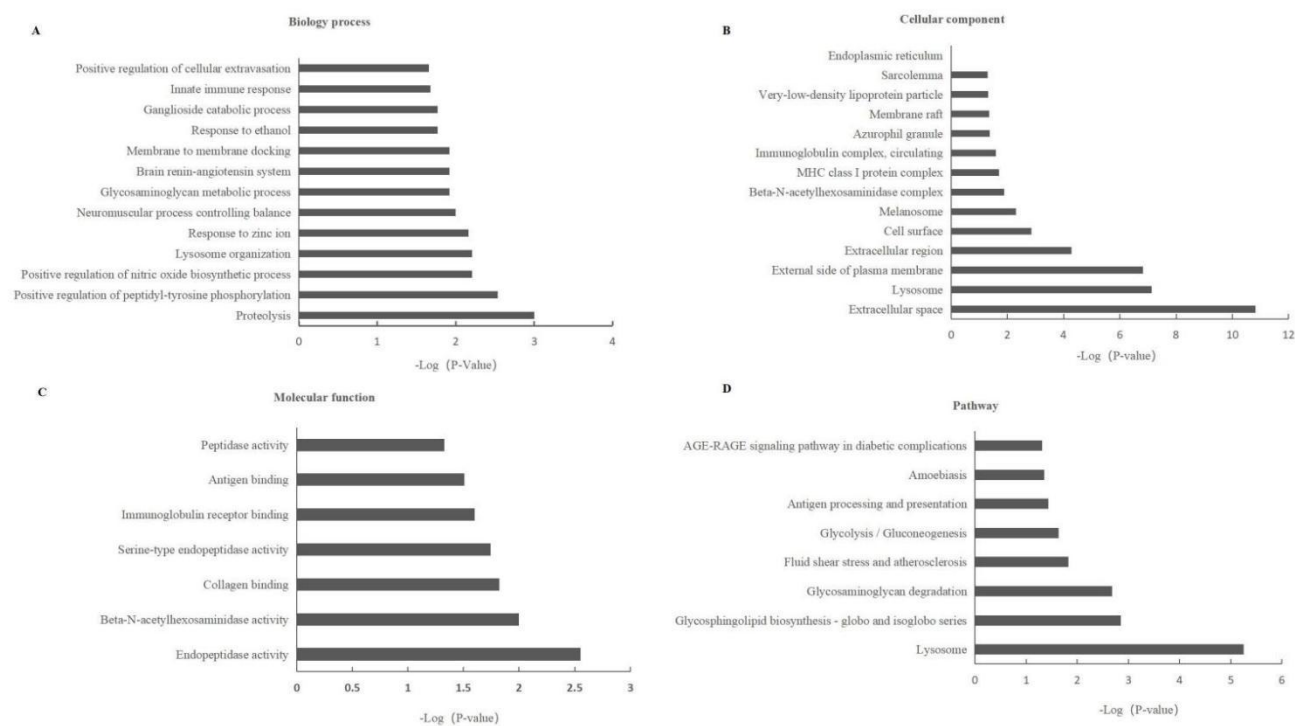 A
Biology process
Positive regulation of cellular extravasation
Innate immune response
Ganglioside catabolic process
Response to ethanol
Membrane to membrane docking
Brain renin-angiotensin system
Glycosaminoglycan metabolic process
Neuromuscular process controlling balance
Response to zinc ion
Lysosome organization
Positive regulation of nitric oxide biosynthetic process
Positive regulation of peptidyl-tyrosine phosphorylation
Proteolysis
0 1 2 3 4
-Log (P-Value)
B
Cellular component
Endoplasmic reticulum
Sarcolemma
Very-low-density lipoprotein particle
Membrane raft
Azurophil granule
Immunoglobulin complex, circulating
MHC class I protein complex
Beta-N-acetylhexosaminidase complex
Melanosome
Cell surface
Extracellular region
External side of plasma membrane
Lysosome
Extracellular space
0 2 4 6 8 10 12
-Log (P-value)
C
Molecular function
Peptidase activity
Antigen binding
Immunoglobulin receptor binding
Serine-type endopeptidase activity
Collagen binding
Beta-N-acetylhexosaminidase activity
Endopeptidase activity
0 0.5 1 1.5 2 2.5 3
-Log (P-value)
D
Pathway
AGE-RAGE signaling pathway in diabetic complications
Amoebiasis
Antigen processing and presentation
Glycolysis / Gluconeogenesis
Fluid shear stress and atherosclerosis
Glycosaminoglycan degradation
Glycosphingolipid biosynthesis - globo and isoglobo series
Lysosome
0 1 2 3 4 5 6
-Log (P-value)